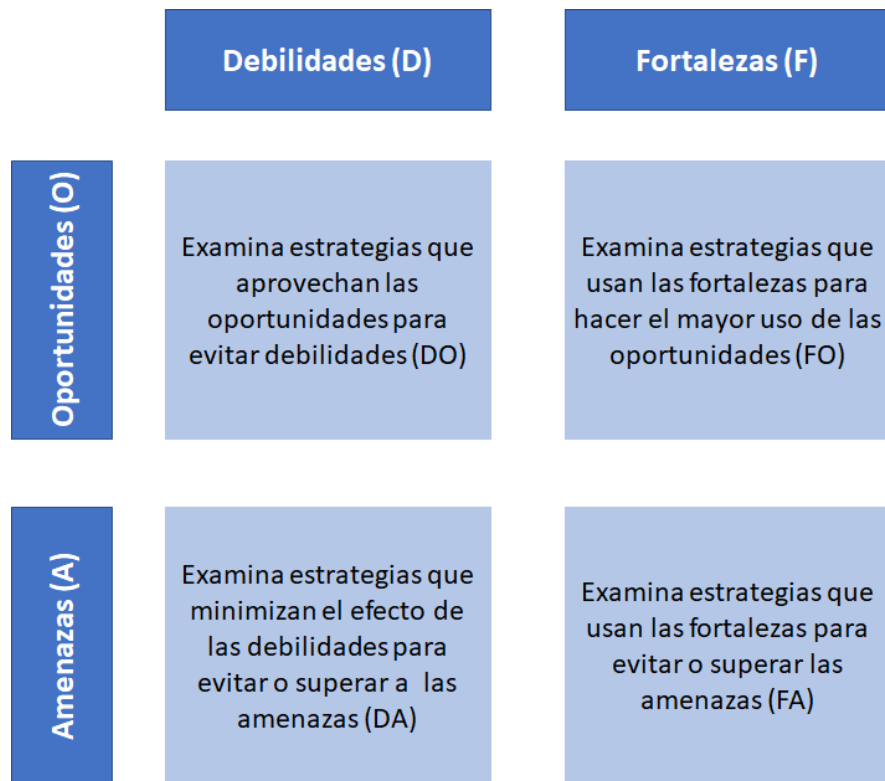 Debilidades (D)
Fortalezas (F)
Oportunidades (O)
Examina estrategias que
aprovechan las
oportunidades para
evitar debilidades (DO)
Examina estrategias que
usan las fortalezas para
hacer el mayor uso de las
oportunidades (FO)
Amenazas (A)
Examina estrategias que
minimizan el efecto de
las debilidades para
evitar o superar a las
amenazas (DA)
Examina estrategias que
usan las fortalezas para
evitar o superar las
amenazas (FA)